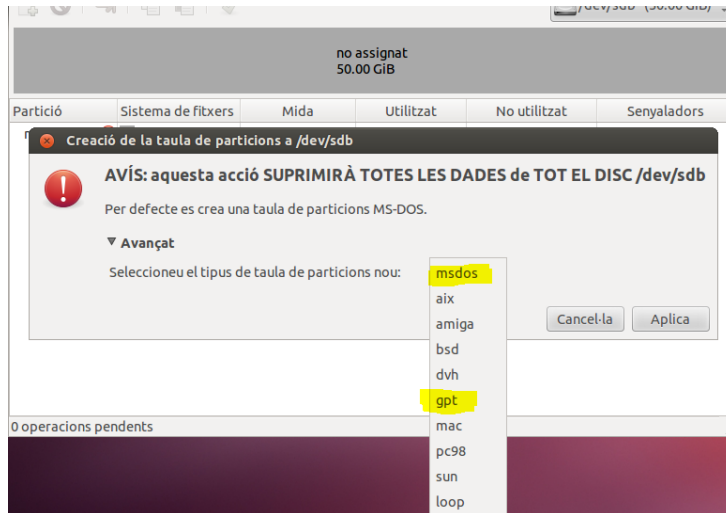 /dev/sdb (50.00 GiB)
no assignat
50.00 GiB
Partició Sistema de fitxers Mida Utilitzat No utilitzat Senyaladors
Creació de la taula de particions a /dev/sdb
AVÍS: aquesta acció SUPRIMIRÀ TOTES LES DADES de TOT EL DISC /dev/sdb
Per defecte es crea una taula de particions MS-DOS.
Avançat
Seleccioneu el tipus de taula de particions nou:
msdos
aix
amiga
Cancel·la Aplica
bsd
dvh
gpt
0 operacions pendents
mac
pc98
sun
loop